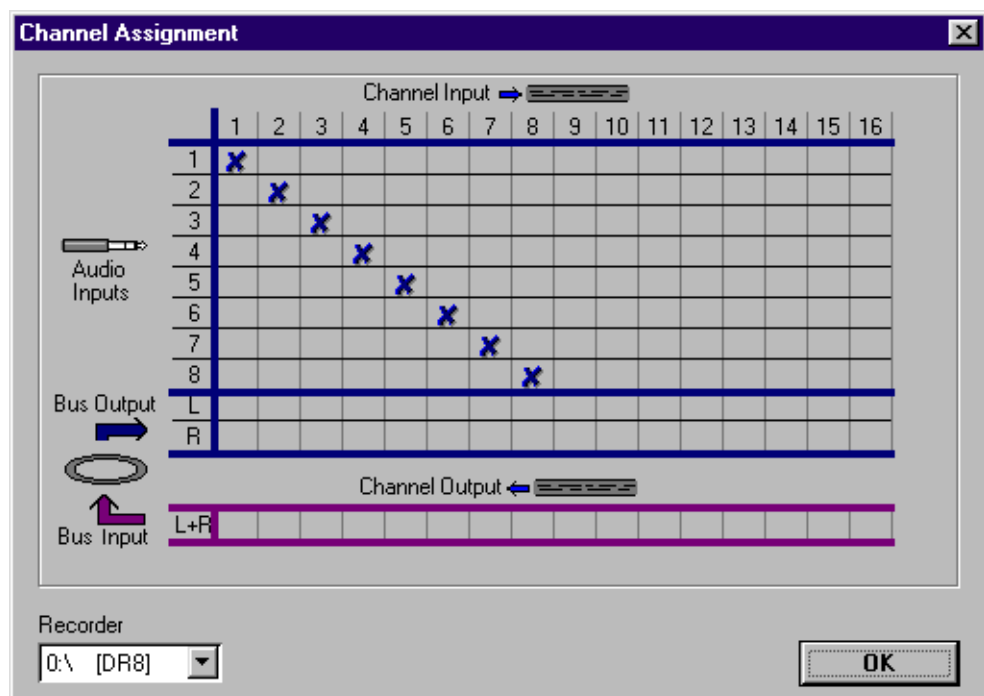 Channel Assignment
Channel Input
1 2 3 4 5 6 7 8 9 10 11 12 13 14 15 16
1
2
3
4
5
6
7
8
Audio
Inputs
Bus Output
L
R
Channel Output
L+R
Bus Input
Recorder
0:\ [DR8]
OK